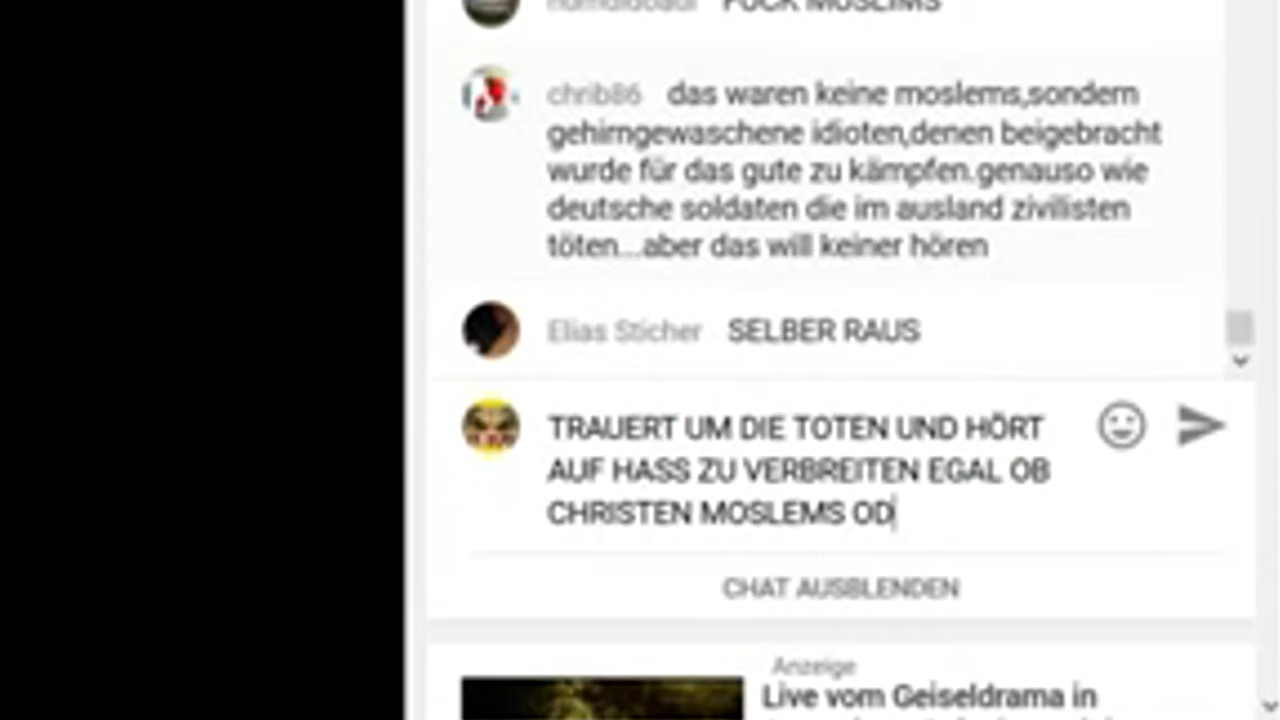 FUCK MUSLIMS
chrib86 das waren keine moslems,sondern
gehirngewaschene idioten,denen beigebracht
wurde für das gute zu kämpfen.genauso wie
deutsche soldaten die im ausland zivilisten
töten...aber das will keiner hören
Elias Sticher SELBER RAUS
TRAUERT UM DIE TOTEN UND HÖRT
AUF HASS ZU VERBREITEN EGAL OB
CHRISTEN MOSLEMS OD
CHAT AUSBLENDEN
Anzeige
Live vom Geiseldrama in